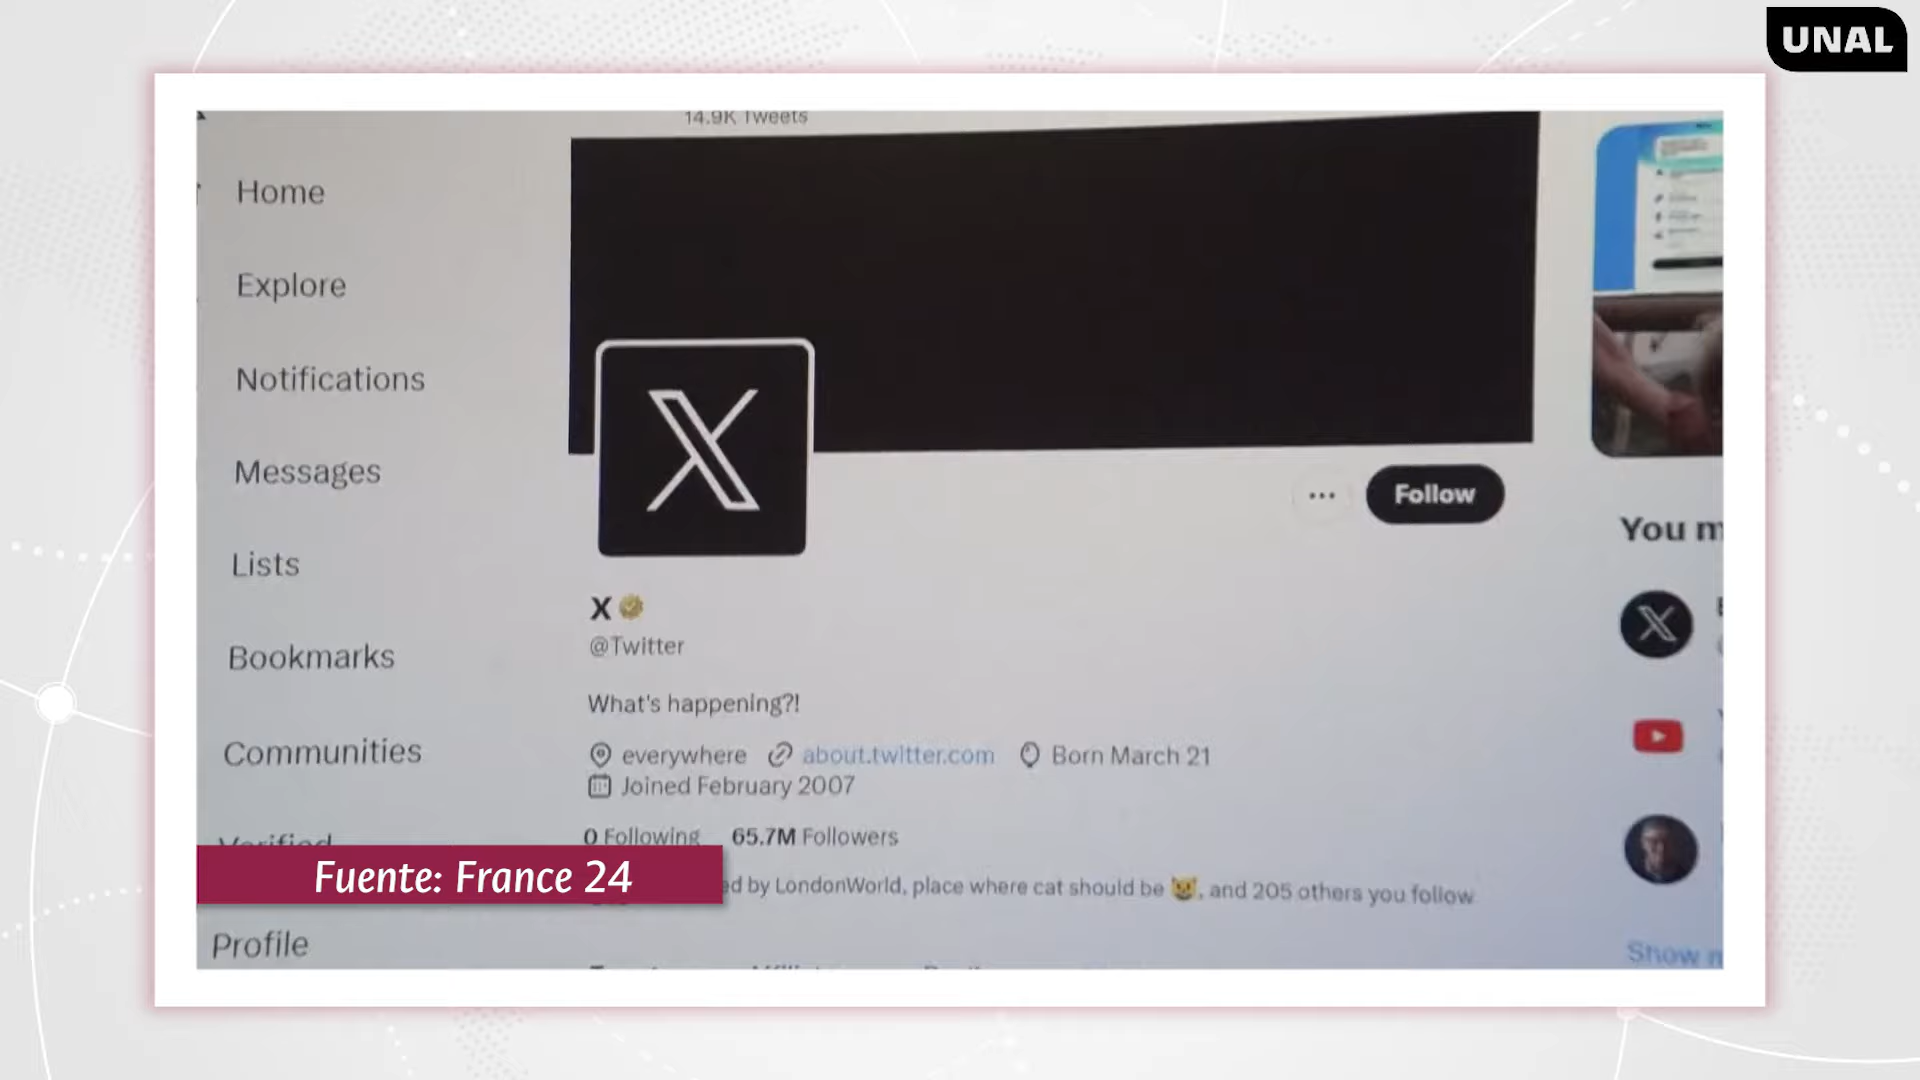 UNAL
14.9K Tweets
Home
Explore
Notifications
Messages
Lists
Bookmarks
Communities
Verified
Profile
Follow
X
@Twitter
What's happening?!
everywhere about.twitter.com Born March 21
Joined February 2007
0 Following 65.7M Followers
by LondonWorld, place where cat should be 😺, and 205 others you follow
You
Show
Fuente: France 24